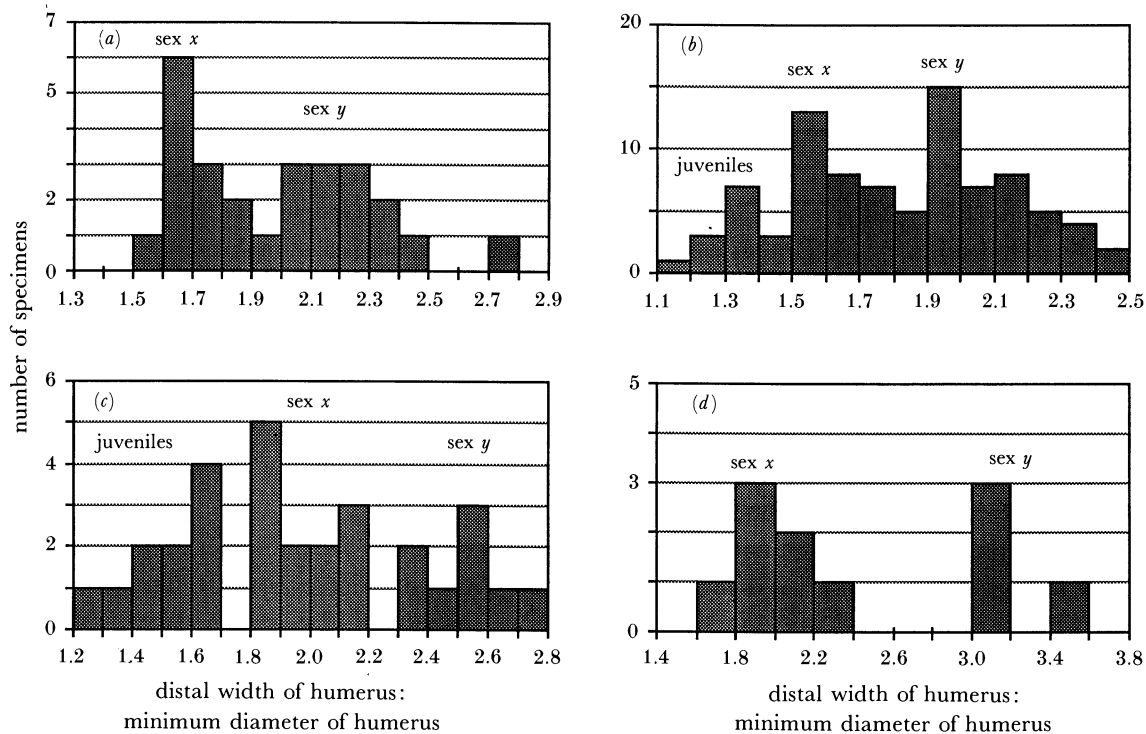 number of specimens
7
5
2
0
(a)
sex x
sex y
1.3 1.5 1.7 1.9 2.1 2.3 2.5 2.7 2.9
20
10
0
(b)
juveniles
sex x
sex y
1.1 1.3 1.5 1.7 1.9 2.1 2.3 2.5
6
4
2
0
(c)
juveniles
sex x
sex y
1.2 1.4 1.6 1.8 2.0 2.2 2.4 2.6 2.8
distal width of humerus:
minimum diameter of humerus
5
3
2
0
(d)
sex x
sex y
1.4 1.8 2.2 2.6 3.0 3.4 3.8
distal width of humerus:
minimum diameter of humerus